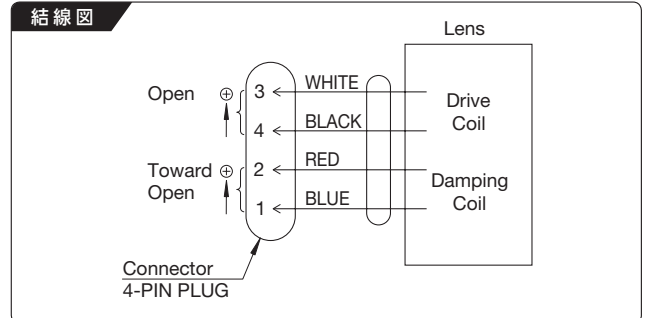 結線図
Lens
Open ⊕ 3 WHITE
Drive
Coil
4 BLACK
Toward ⊕ 2 RED
Open
Damping
Coil
1 BLUE
Connector
4-PIN PLUG